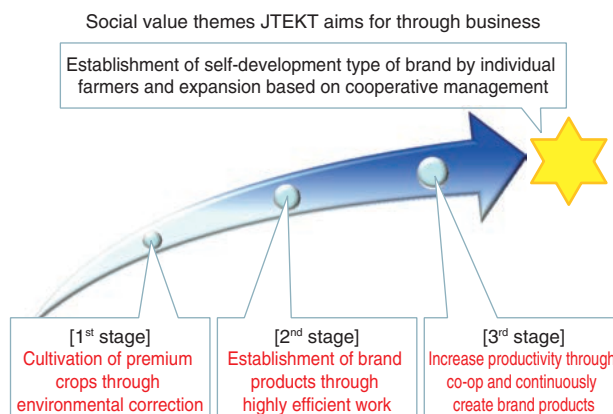 Social value themes JTEKT aims for through business
Establishment of self-development type of brand by individual
farmers and expansion based on cooperative management
[1st stage]
Cultivation of premium
crops through
environmental correction
[2nd stage]
Establishment of brand
products through
highly efficient work
[3rd stage]
Increase productivity through
co-op and continuously
create brand products